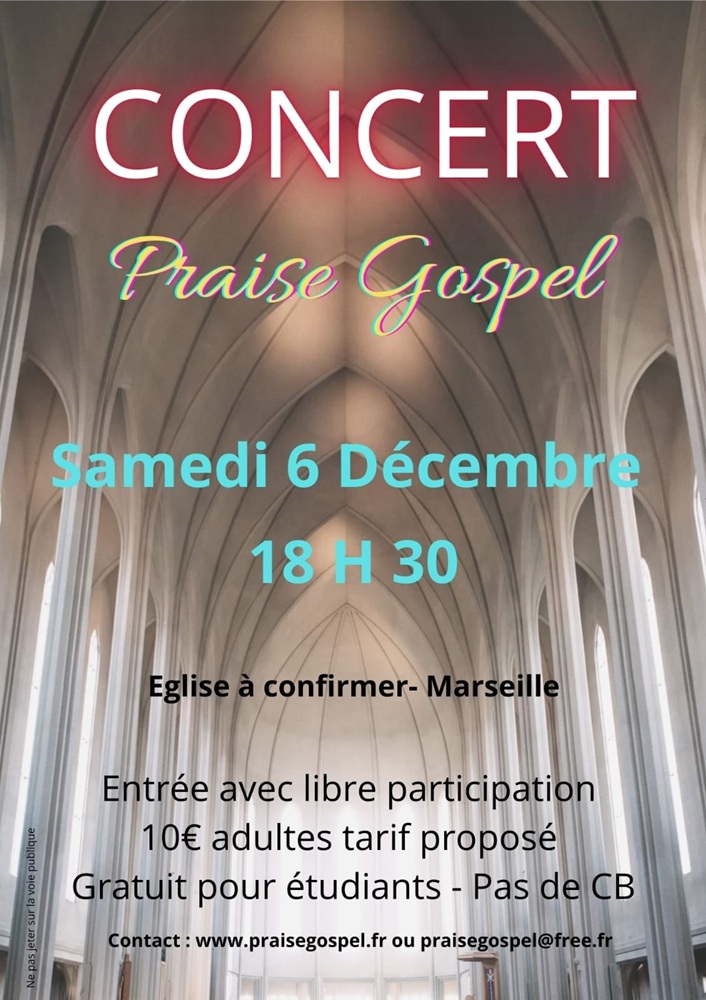 CONCERT
Praise Gospel
Samedi 6 Décembre
18 H 30
Eglise à confirmer- Marseille
Entrée avec libre participation
10€ adultes tarif proposé
Gratuit pour étudiants - Pas de CB
Contact : www.praisegospel.fr ou praisegospel@free.fr
Ne pas jeter sur la voie publique